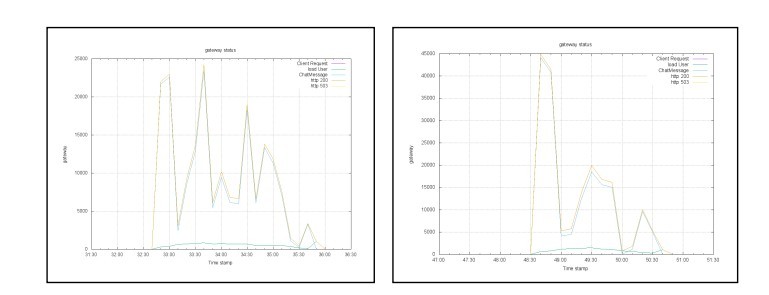 gateway status
Client Request
load User
ChatMessage
http 200
http 503
25000
20000
15000
10000
5000
0
gateway
31:30 32:00 32:30 33:00 33:30 34:00 34:30 35:00 35:30 36:00 36:30
Time stamp
gateway status
Client Request
load User
ChatMessage
http 200
http 503
45000
40000
35000
30000
25000
20000
15000
10000
5000
0
gateway
47:00 47:30 48:00 48:30 48:00 49:00 49:30 50:00 50:30 61:00 51:30
Time stamp